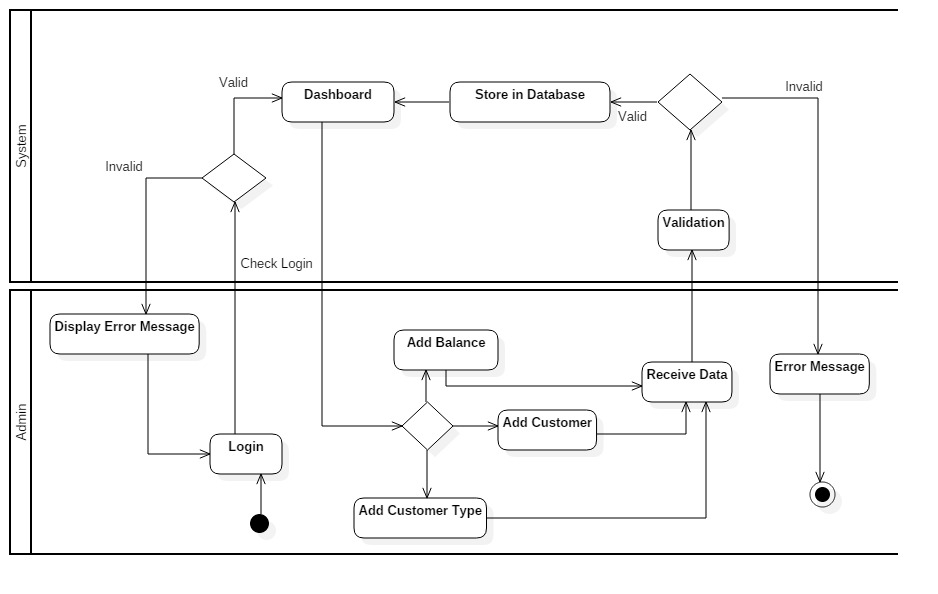 System
Valid
Dashboard
Store in Database
Valid
Invalid
Invalid
Validation
Check Login
Admin
Display Error Message
Add Balance
Receive Data
Error Message
Login
Add Customer
Add Customer Type